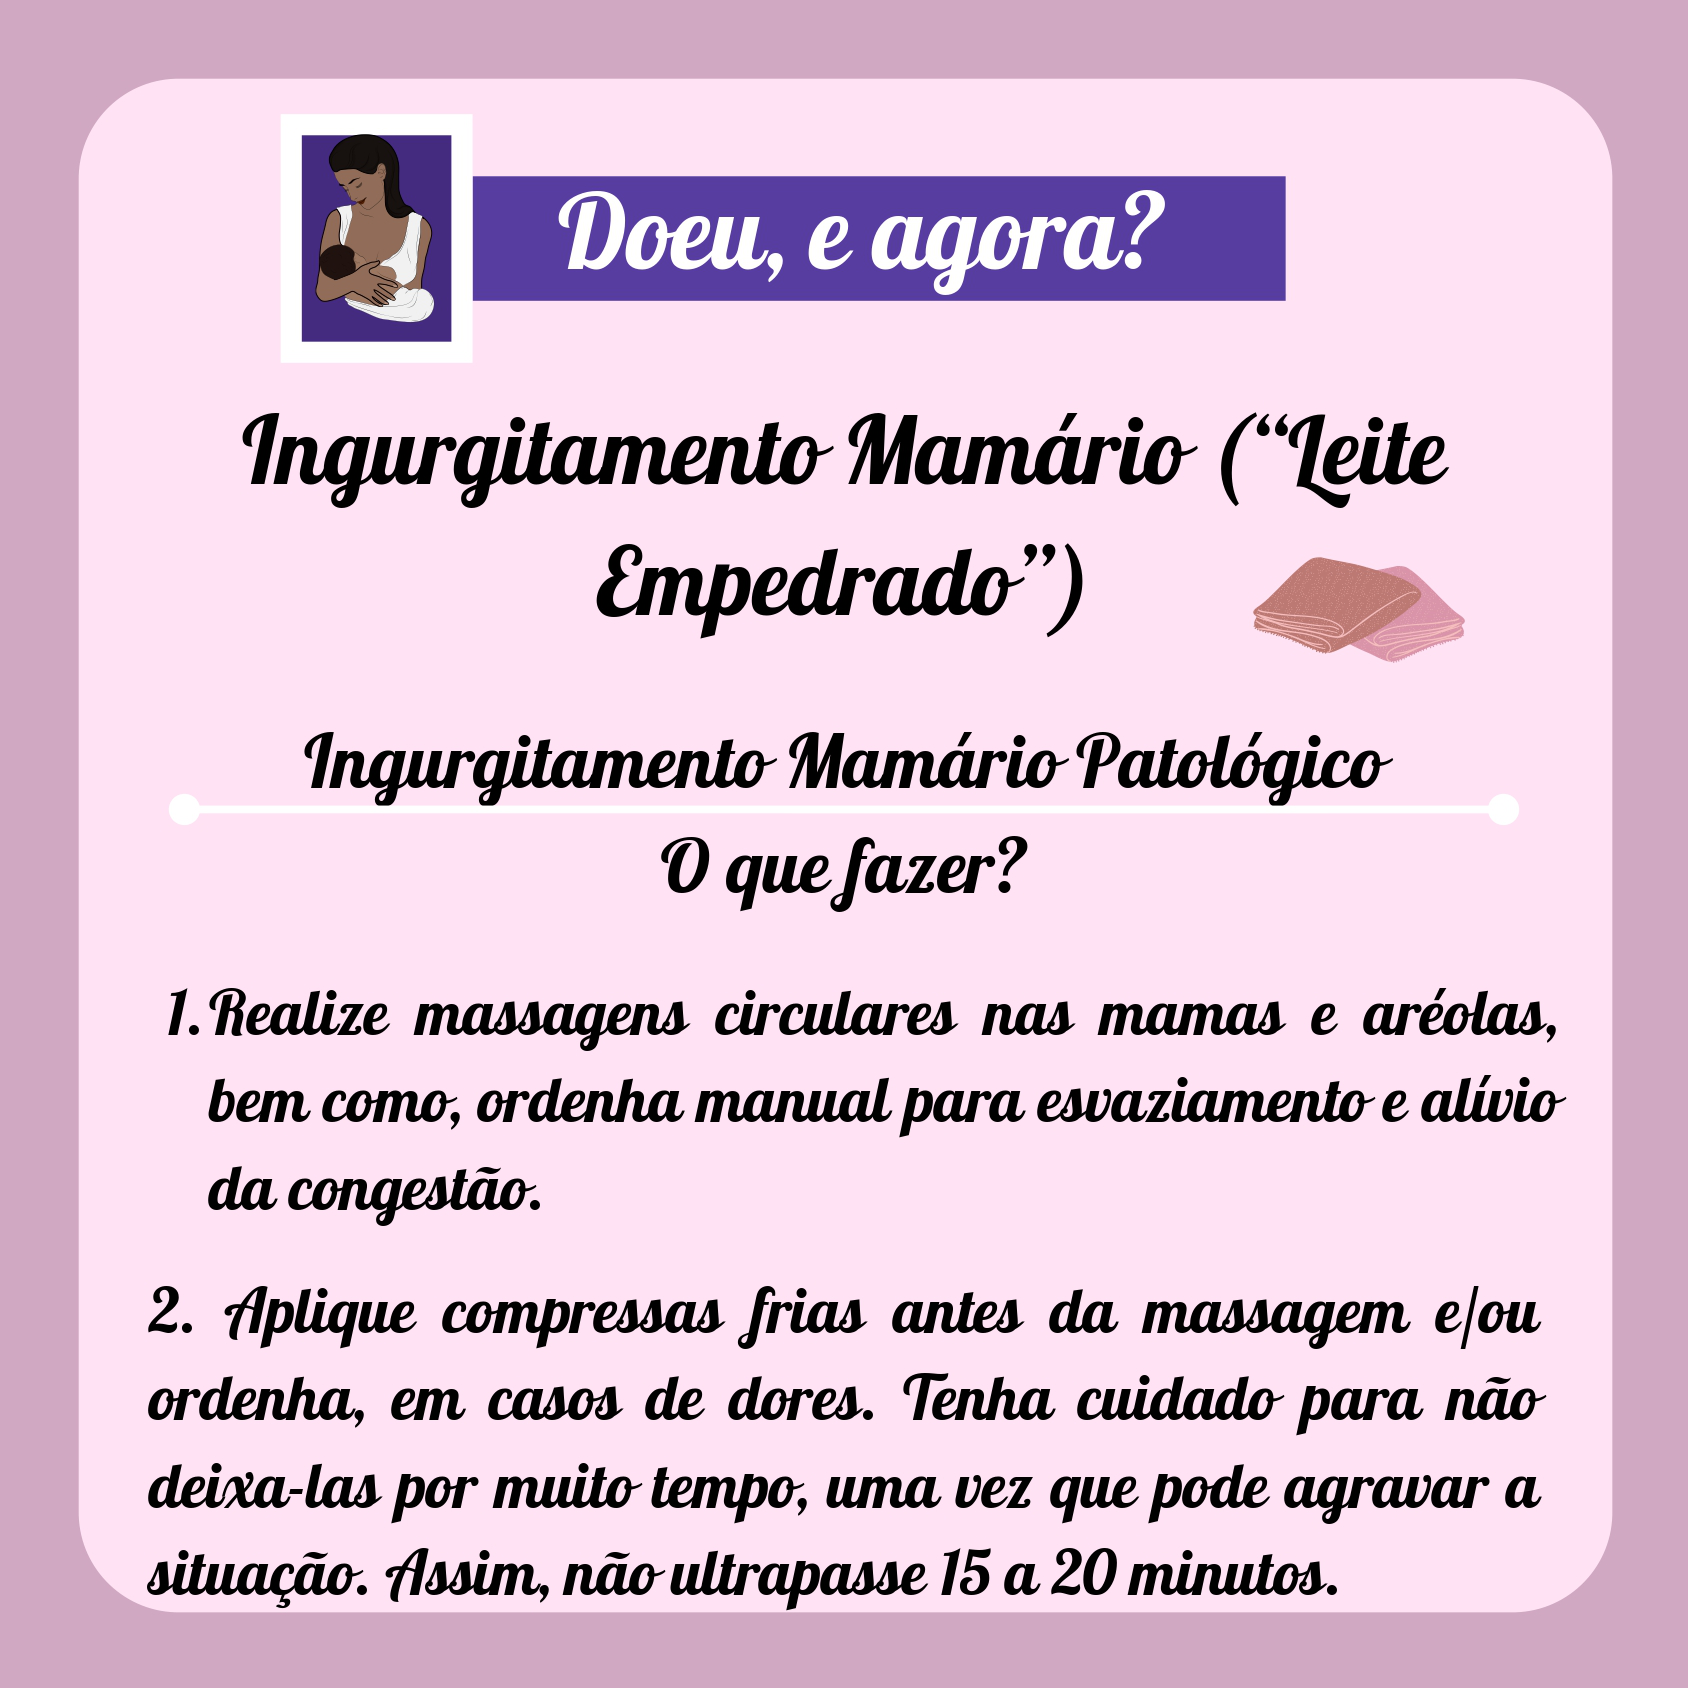 Doeu, e agora?
Ingurgitamento Mamário (“Leite
Empedrado”)
Ingurgitamento Mamário Patológico
O que fazer?
1. Realize massagens circulares nas mamas e aréolas,
bem como, ordenha manual para esvaziamento e alívio
da congestão.
2. Aplique compressas frias antes da massagem e/ou
ordenha, em casos de dores. Tenha cuidado para não
deixa-las por muito tempo, uma vez que pode agravar a
situação. Assim, não ultrapasse 15 a 20 minutos.